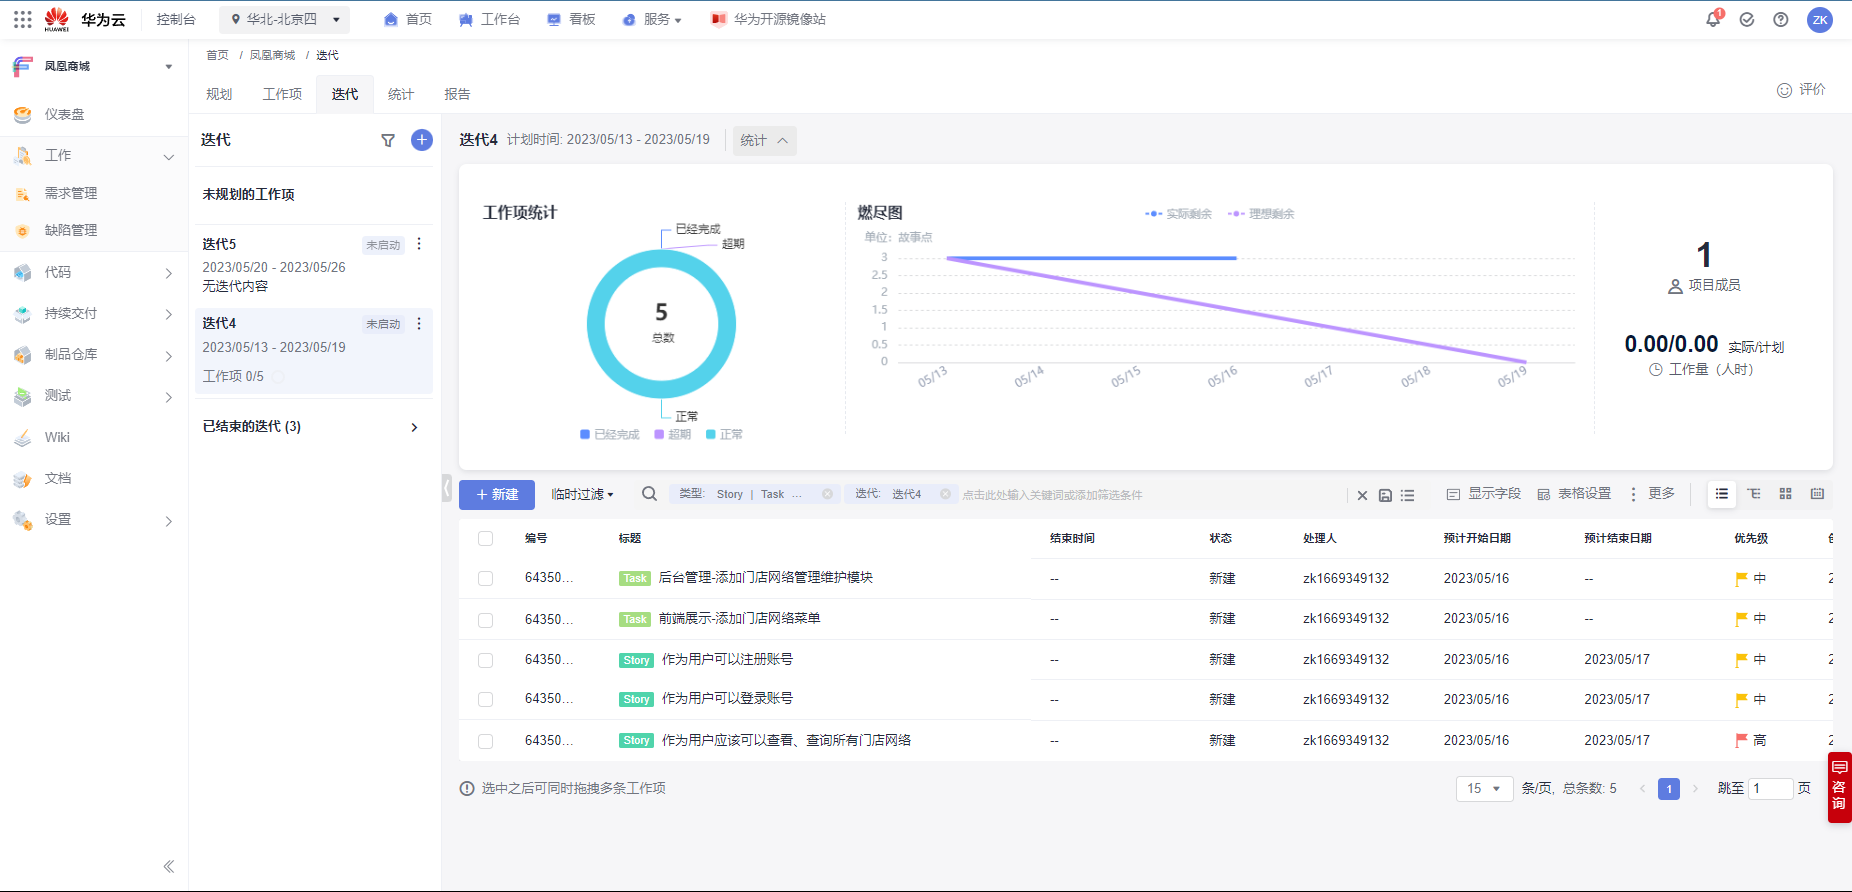 HUAWEI 华为云 控制台 华北-北京四 首页 工作台 看板 服务 华为开源镜像站 1 ZK
凤凰商城
仪表盘
工作
需求管理
缺陷管理
代码
持续交付
制品仓库
测试
Wiki
文档
设置
首页 / 凤凰商城 / 迭代
规划 工作项 迭代 统计 报告
评价
迭代
未规划的工作项
迭代5 未启动
2023/05/20 - 2023/05/26
无迭代内容
迭代4 未启动
2023/05/13 - 2023/05/19
工作项 0/5
已结束的迭代 (3)
迭代4 计划时间: 2023/05/13 - 2023/05/19 统计
工作项统计
已经完成
超期
5
总数
正常
已经完成 超期 正常
燃尽图
实际剩余 理想剩余
单位：故事点
3
2.5
2
1.5
1
0.5
0
05/13 05/14 05/15 05/16 05/17 05/18 05/19
1
项目成员
0.00/0.00 实际/计划
工作量（人时）
+ 新建 临时过滤 类型: Story | Task ... 迭代: 迭代4 点击此处输入关键词或添加筛选条件 显示字段 表格设置 更多
编号 标题 结束时间 状态 处理人 预计开始日期 预计结束日期 优先级
64350... Task 后台管理-添加门店网络管理维护模块 -- 新建 zk1669349132 2023/05/16 -- 中 2
64350... Task 前端展示-添加门店网络菜单 -- 新建 zk1669349132 2023/05/16 -- 中 2
64350... Story 作为用户可以注册账号 -- 新建 zk1669349132 2023/05/16 2023/05/17 中 2
64350... Story 作为用户可以登录账号 -- 新建 zk1669349132 2023/05/16 2023/05/17 中 2
64350... Story 作为用户应该可以查看、查询所有门店网络 -- 新建 zk1669349132 2023/05/16 2023/05/17 高 2
选中之后可同时拖拽多条工作项
15 条/页, 总条数: 5 1 跳至 1 页
咨询